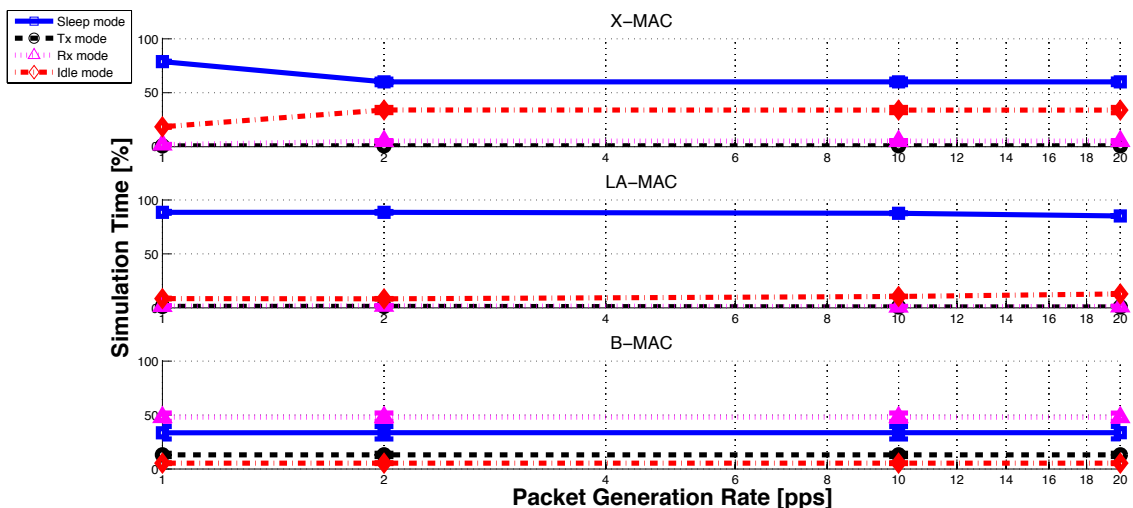 Sleep mode
Tx mode
Rx mode
Idle mode
X−MAC
100
50
0
1 2 4 6 8 10 12 14 16 18 20
LA−MAC
100
50
0
1 2 4 6 8 10 12 14 16 18 20
B−MAC
100
50
0
1 2 4 6 8 10 12 14 16 18 20
Simulation Time [%]
Packet Generation Rate [pps]